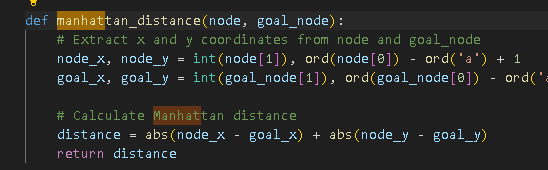 def manhattan_distance(node, goal_node):
# Extract x and y coordinates from node and goal_node
node_x, node_y = int(node[1]), ord(node[0]) - ord('a') + 1
goal_x, goal_y = int(goal_node[1]), ord(goal_node[0]) - ord('a
# Calculate Manhattan distance
distance = abs(node_x - goal_x) + abs(node_y - goal_y)
return distance